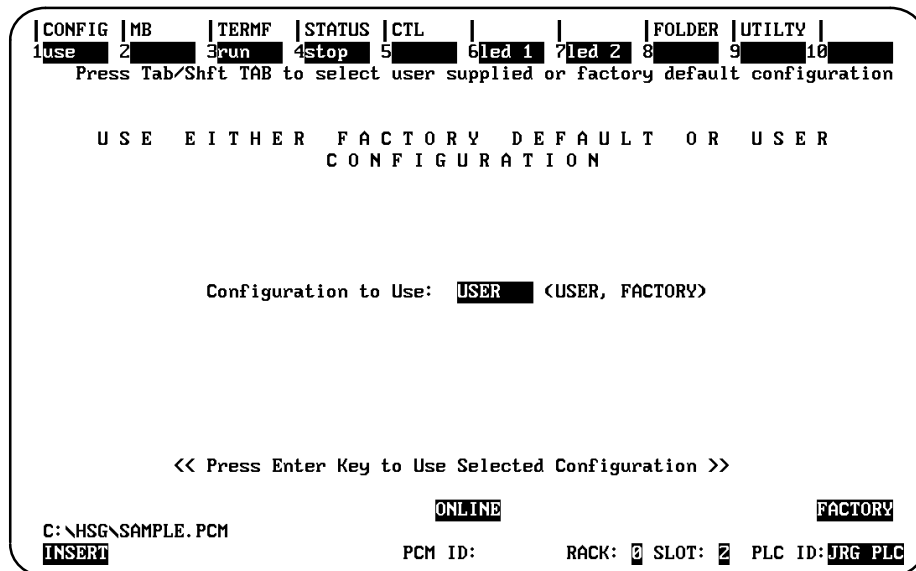 |CONFIG |MB |TERMF |STATUS |CTL | | |FOLDER |UTILTY |
1use 2 3run 4stop 5 6led 1 7led 2 8 9 10
Press Tab/Shft TAB to select user supplied or factory default configuration
U S E E I T H E R F A C T O R Y D E F A U L T O R U S E R
C O N F I G U R A T I O N
Configuration to Use: USER (USER, FACTORY)
<< Press Enter Key to Use Selected Configuration >>
ONLINE FACTORY
C:\HSG\SAMPLE.PCM
INSERT PCM ID: RACK: 0 SLOT: 2 PLC ID: JRG PLC